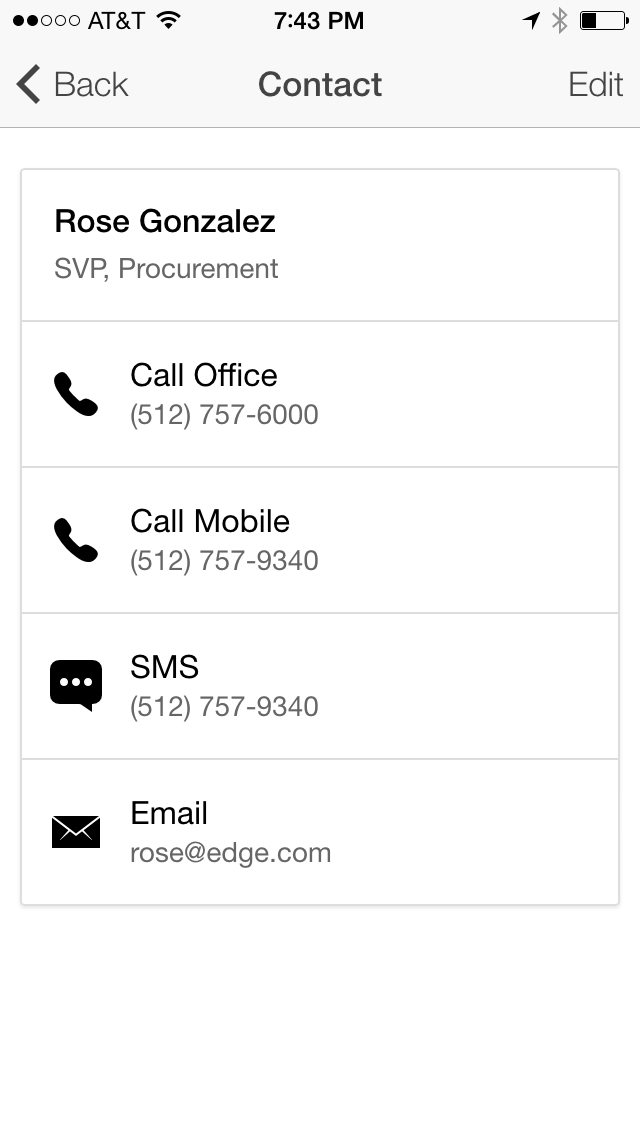 AT&T 7:43 PM
Back Contact Edit
Rose Gonzalez
SVP, Procurement
Call Office
(512) 757-6000
Call Mobile
(512) 757-9340
SMS
(512) 757-9340
Email
rose@edge.com